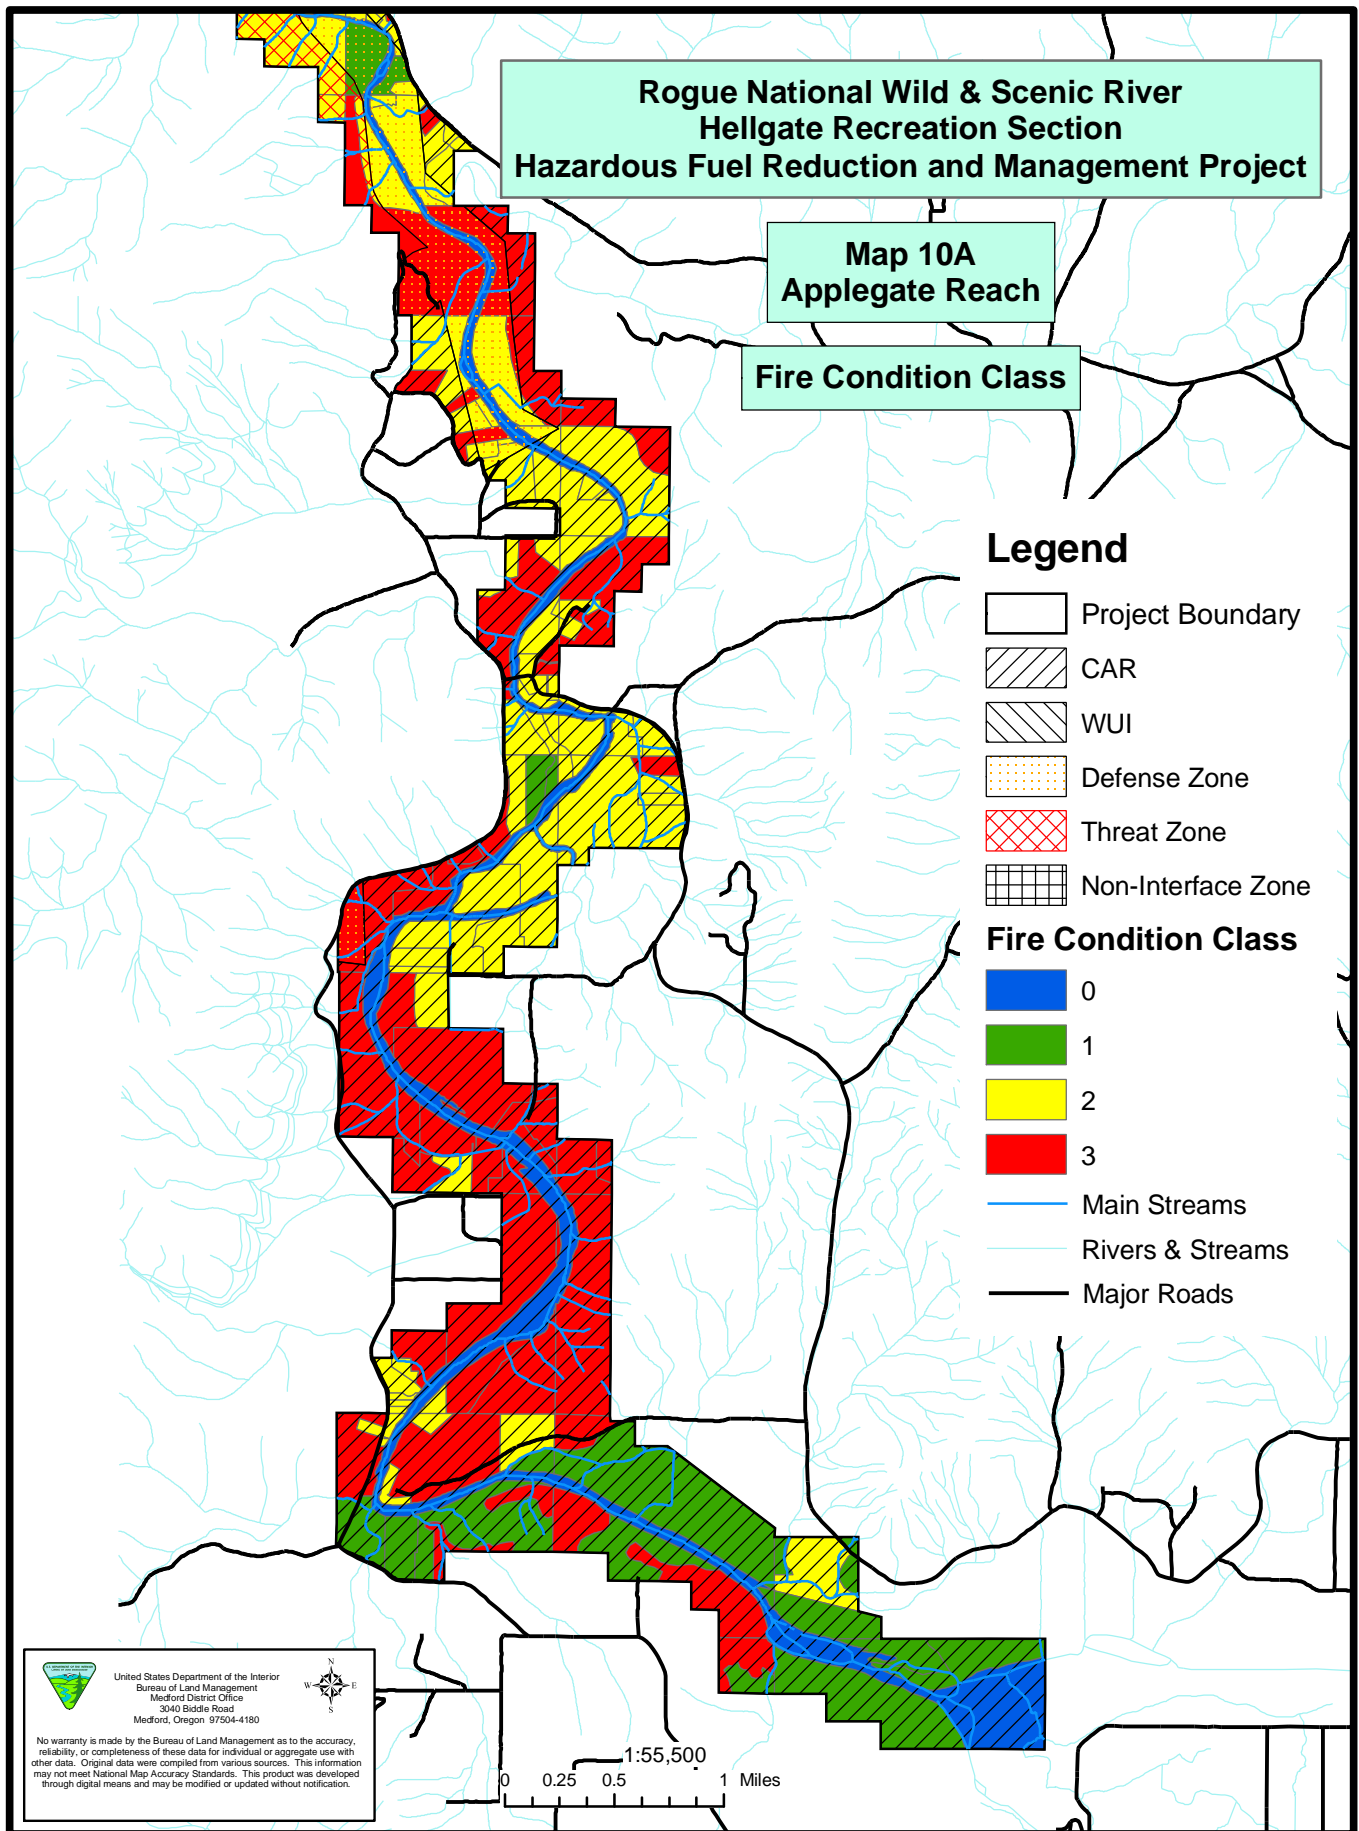 Rogue National Wild & Scenic River
Hellgate Recreation Section
Hazardous Fuel Reduction and Management Project
Map 10A
Applegate Reach
Fire Condition Class
Legend
Project Boundary
CAR
WUI
Defense Zone
Threat Zone
Non-Interface Zone
Fire Condition Class
0
1
2
3
Main Streams
Rivers & Streams
Major Roads
United States Department of the Interior
Bureau of Land Management
Medford District Office
3040 Biddle Road
Medford, Oregon 97504-4180
N
W E
S
No warranty is made by the Bureau of Land Management as to the accuracy,
reliability, or completeness of these data for individual or aggregate use with
other data. Original data were compiled from various sources. This information
may not meet National Map Accuracy Standards. This product was developed
through digital means and may be modified or updated without notification.
1:55,500
0 0.25 0.5 1 Miles